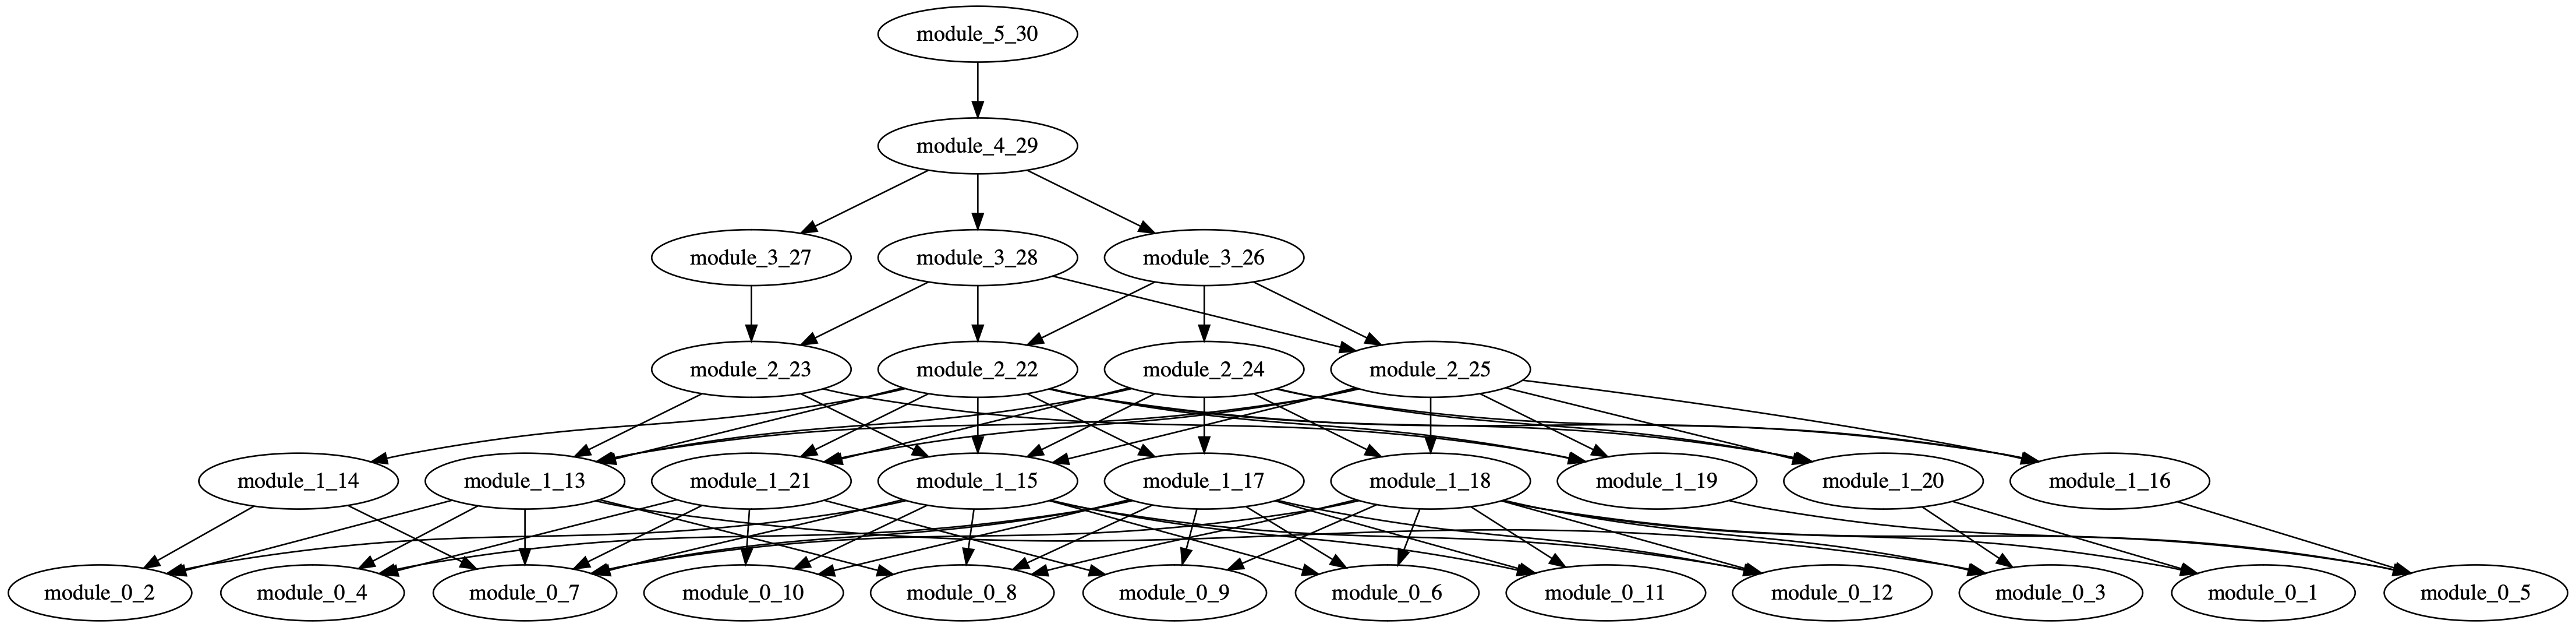 module_5_30
module_4_29
module_3_27 module_3_28 module_3_26
module_2_23 module_2_22 module_2_24 module_2_25
module_1_14 module_1_13 module_1_21 module_1_15 module_1_17 module_1_18 module_1_19 module_1_20 module_1_16
module_0_2 module_0_4 module_0_7 module_0_10 module_0_8 module_0_9 module_0_6 module_0_11 module_0_12 module_0_3 module_0_1 module_0_5